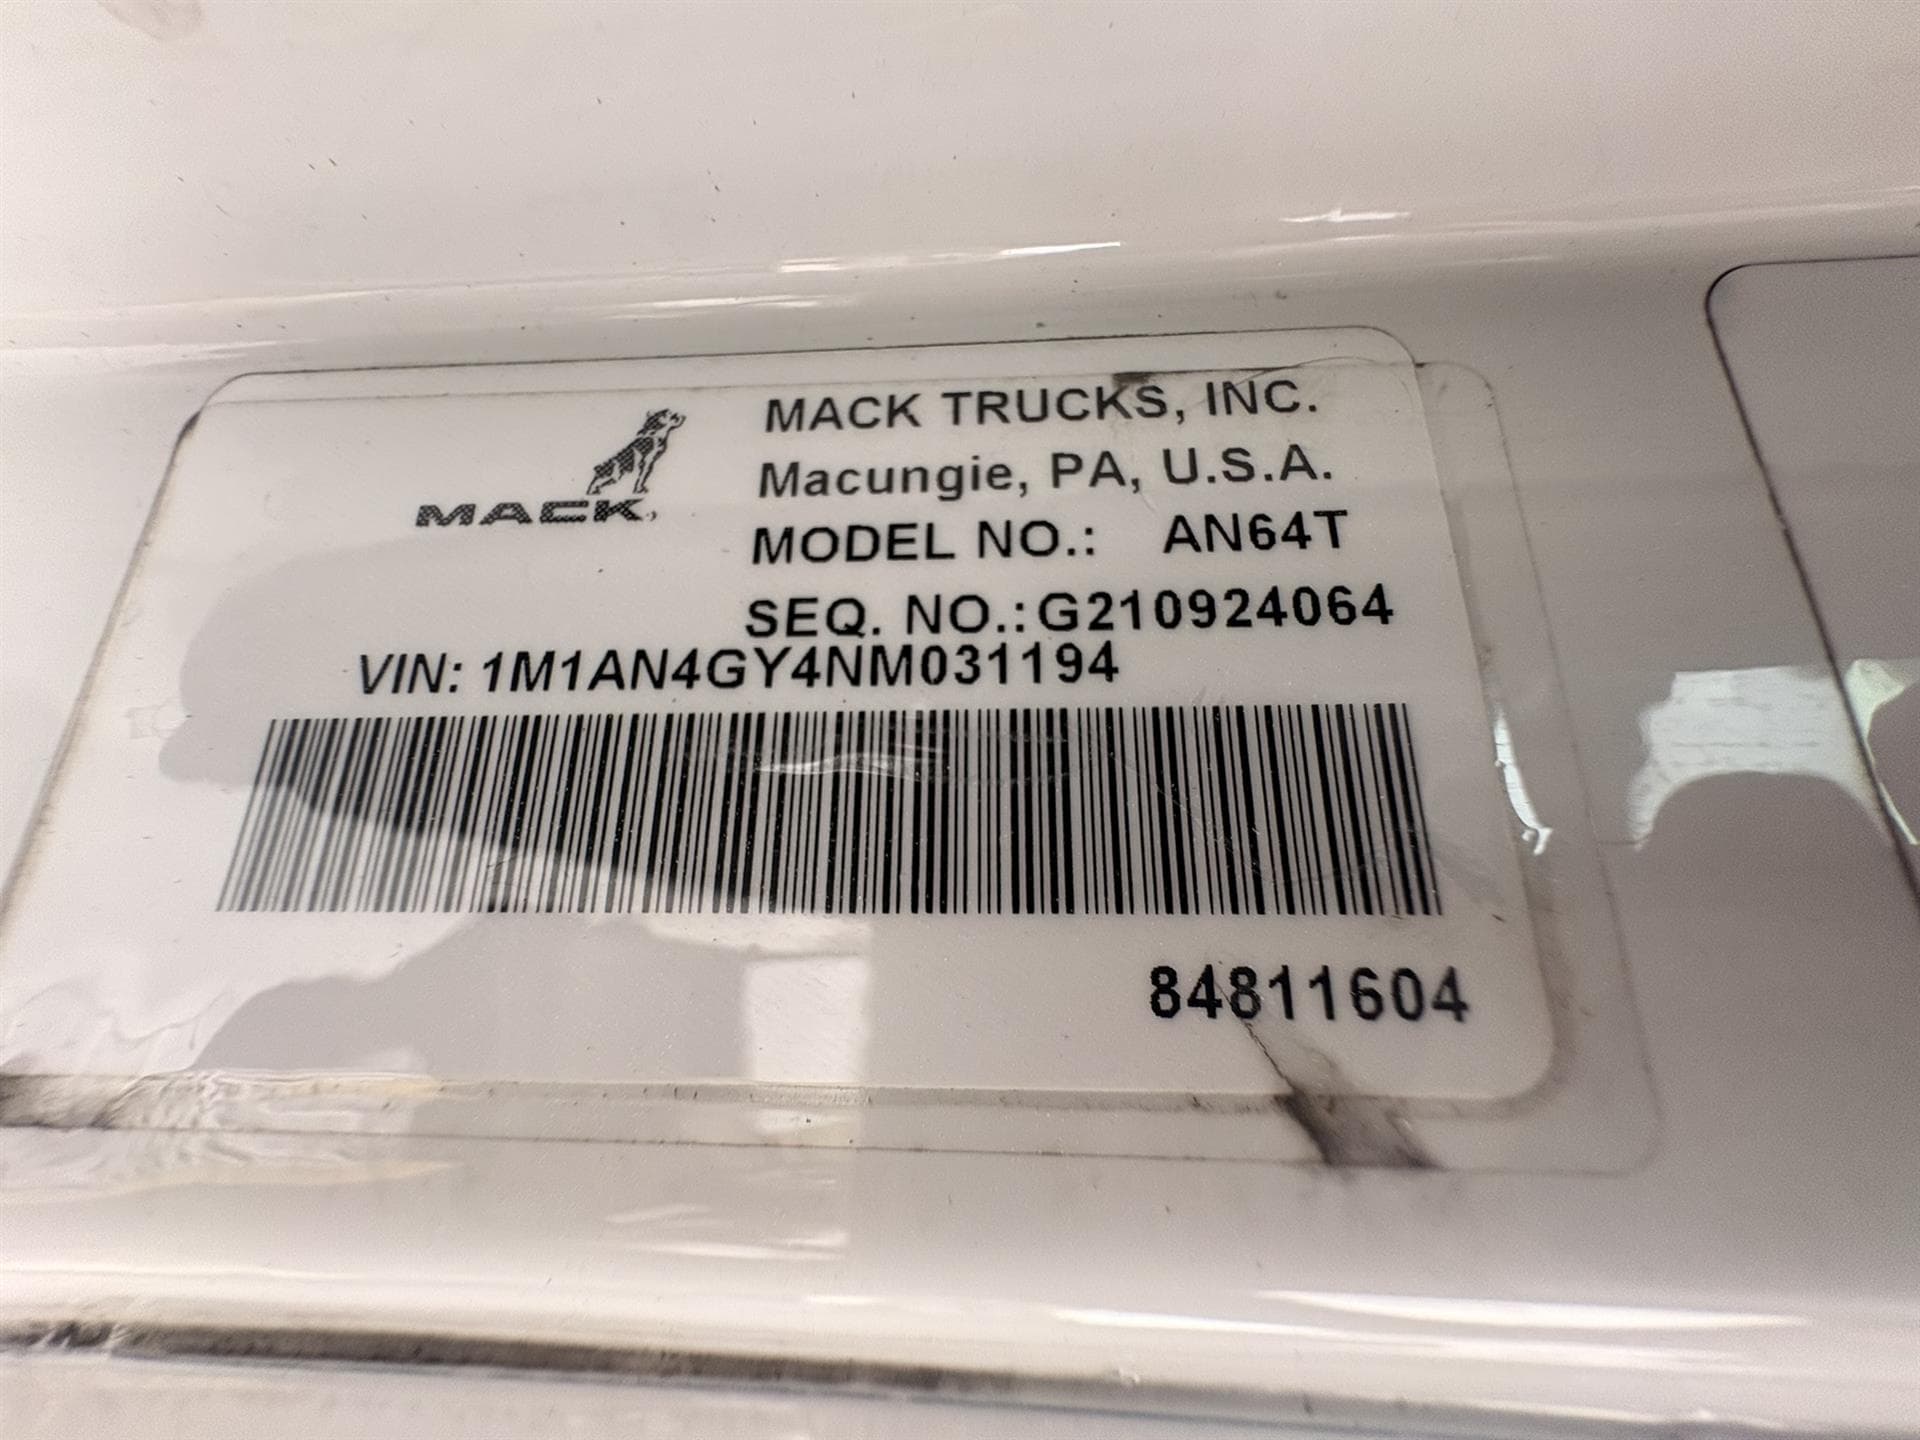 MACK
MACK TRUCKS, INC.
Macungie, PA, U.S.A.
MODEL NO.: AN64T
SEQ. NO.:G210924064
VIN: 1M1AN4GY4NM031194
84811604